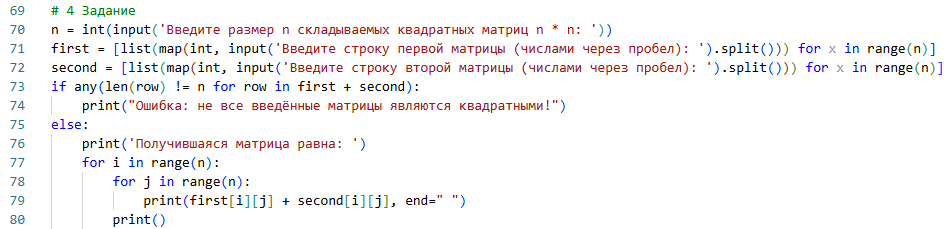 69 # 4 Задание
70 n = int(input('Введите размер n складываемых квадратных матриц n * n: '))
71 first = [list(map(int, input('Введите строку первой матрицы (числами через пробел): ').split())) for x in range(n)]
72 second = [list(map(int, input('Введите строку второй матрицы (числами через пробел): ').split())) for x in range(n)]
73 if any(len(row) != n for row in first + second):
74     print("Ошибка: не все введённые матрицы являются квадратными!")
75 else:
76     print('Получившаяся матрица равна: ')
77     for i in range(n):
78         for j in range(n):
79             print(first[i][j] + second[i][j], end=" ")
80         print()